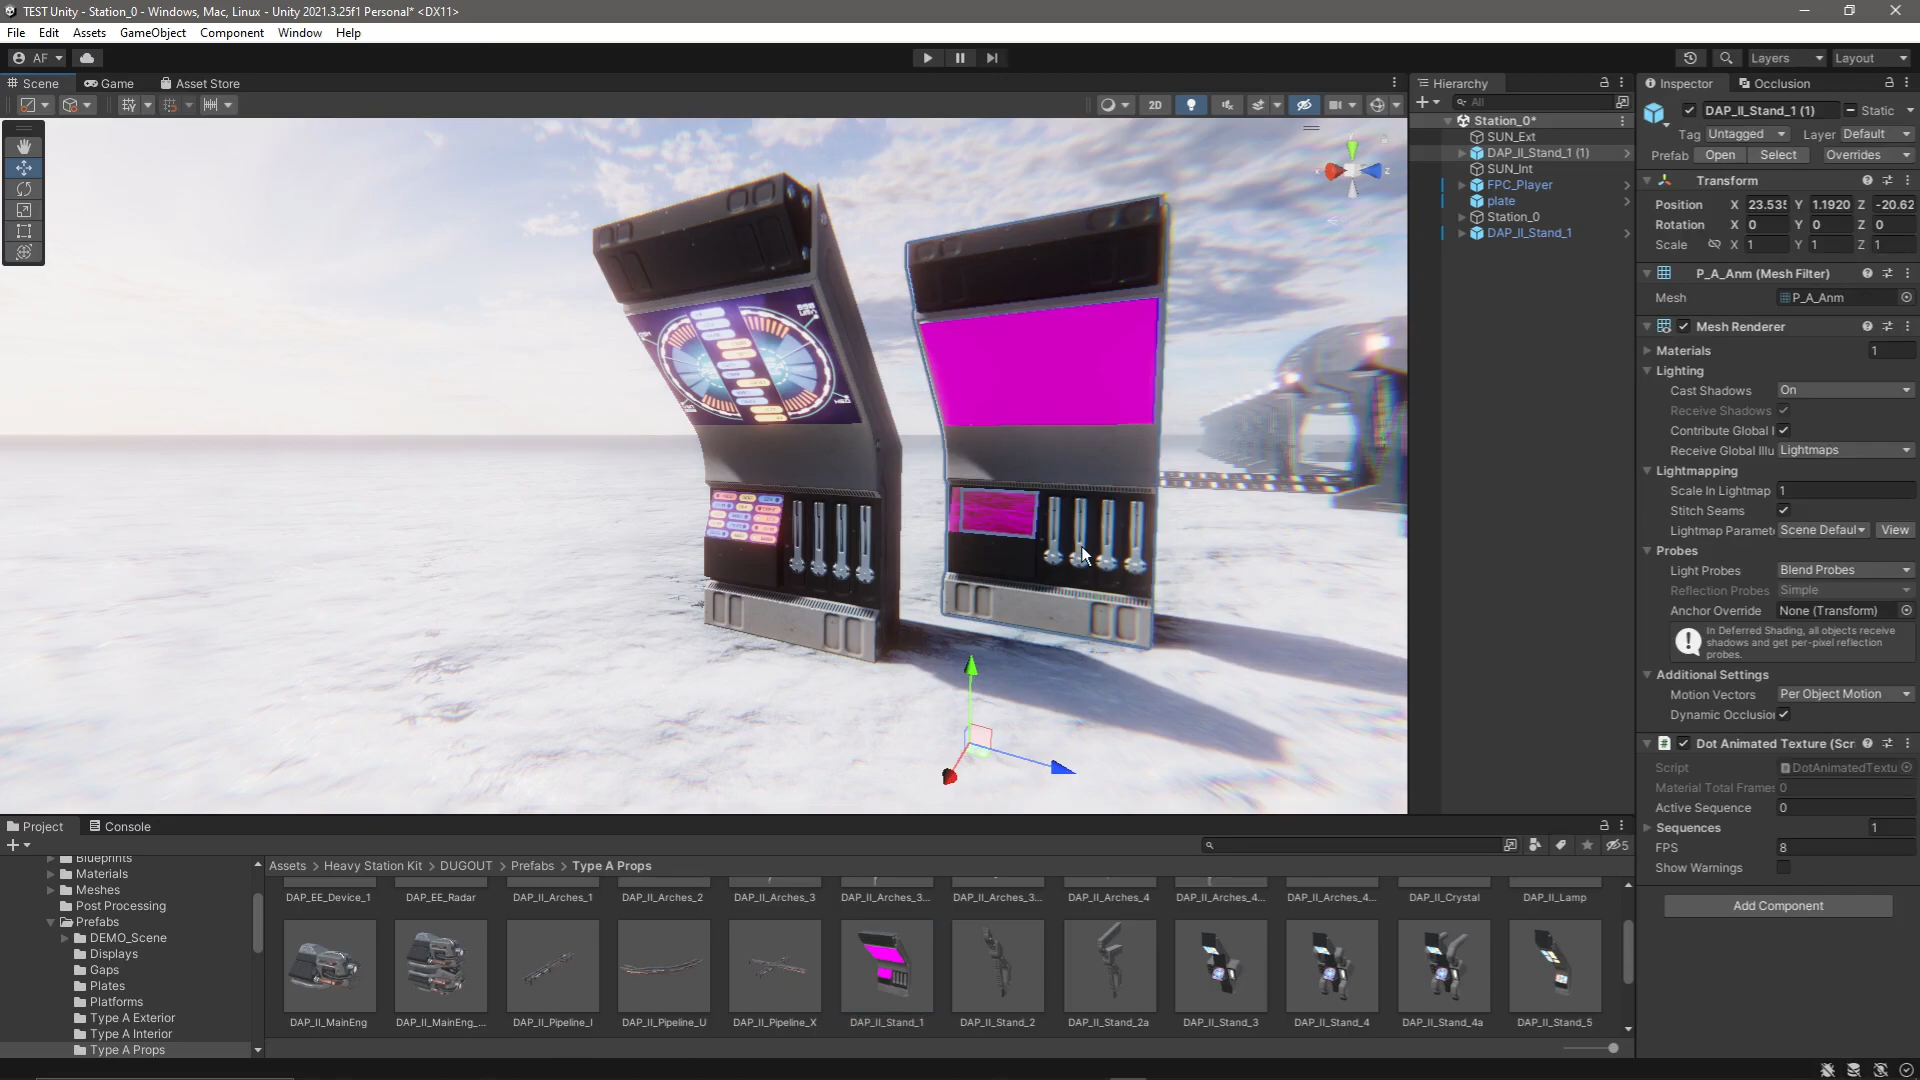 TEST Unity - Station_0 - Windows, Mac, Linux - Unity 2021.3.25f1 Personal* <DX11>
File Edit Assets GameObject Component Window Help
AF
Layers Layout
Scene Game Asset Store
2D
Hierarchy
All
Station_0*
SUN_Ext
DAP_II_Stand_1 (1)
SUN_Int
FPC_Player
plate
Station_0
DAP_II_Stand_1
Inspector Occlusion
DAP_II_Stand_1 (1) Static
Tag Untagged Layer Default
Prefab Open Select Overrides
Transform
Position X 23.535 Y 1.1920 Z -20.62
Rotation X 0 Y 0 Z 0
Scale X 1 Y 1 Z 1
P_A_Anm (Mesh Filter)
Mesh P_A_Anm
Mesh Renderer
Materials 1
Lighting
Cast Shadows On
Receive Shadows
Contribute Global I
Receive Global Illu Lightmaps
Lightmapping
Scale In Lightmap 1
Stitch Seams
Lightmap Paramete Scene Defaul View
Probes
Light Probes Blend Probes
Reflection Probes Simple
Anchor Override None (Transform)
In Deferred Shading, all objects receive
shadows and get per-pixel reflection
probes.
Additional Settings
Motion Vectors Per Object Motion
Dynamic Occlusion
Dot Animated Texture (Scr
Script DotAnimatedTextu
Material Total Frames 0
Active Sequence 0
Sequences 1
FPS 8
Show Warnings
Add Component
Project Console
5
Blueprints
Materials
Meshes
Post Processing
Prefabs
DEMO_Scene
Displays
Gaps
Plates
Platforms
Type A Exterior
Type A Interior
Type A Props
Assets > Heavy Station Kit > DUGOUT > Prefabs > Type A Props
DAP_EE_Device_1 DAP_EE_Radar DAP_II_Arches_1 DAP_II_Arches_2 DAP_II_Arches_3 DAP_II_Arches_3... DAP_II_Arches_3... DAP_II_Arches_4 DAP_II_Arches_4... DAP_II_Arches_4... DAP_II_Crystal DAP_II_Lamp
DAP_II_MainEng DAP_II_MainEng_... DAP_II_Pipeline_I DAP_II_Pipeline_U DAP_II_Pipeline_X DAP_II_Stand_1 DAP_II_Stand_2 DAP_II_Stand_2a DAP_II_Stand_3 DAP_II_Stand_4 DAP_II_Stand_4a DAP_II_Stand_5